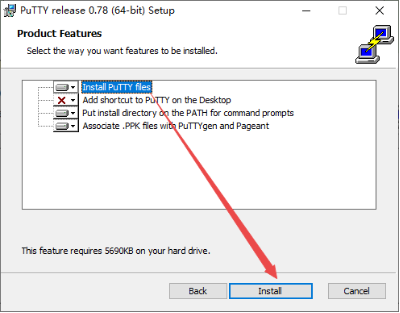 PuTTY release 0.78 (64-bit) Setup
Product Features
Select the way you want features to be installed.
Install PuTTY files
Add shortcut to PuTTY on the Desktop
Put install directory on the PATH for command prompts
Associate .PPK files with PuTTYgen and Pageant
This feature requires 5690KB on your hard drive.
Back
Install
Cancel